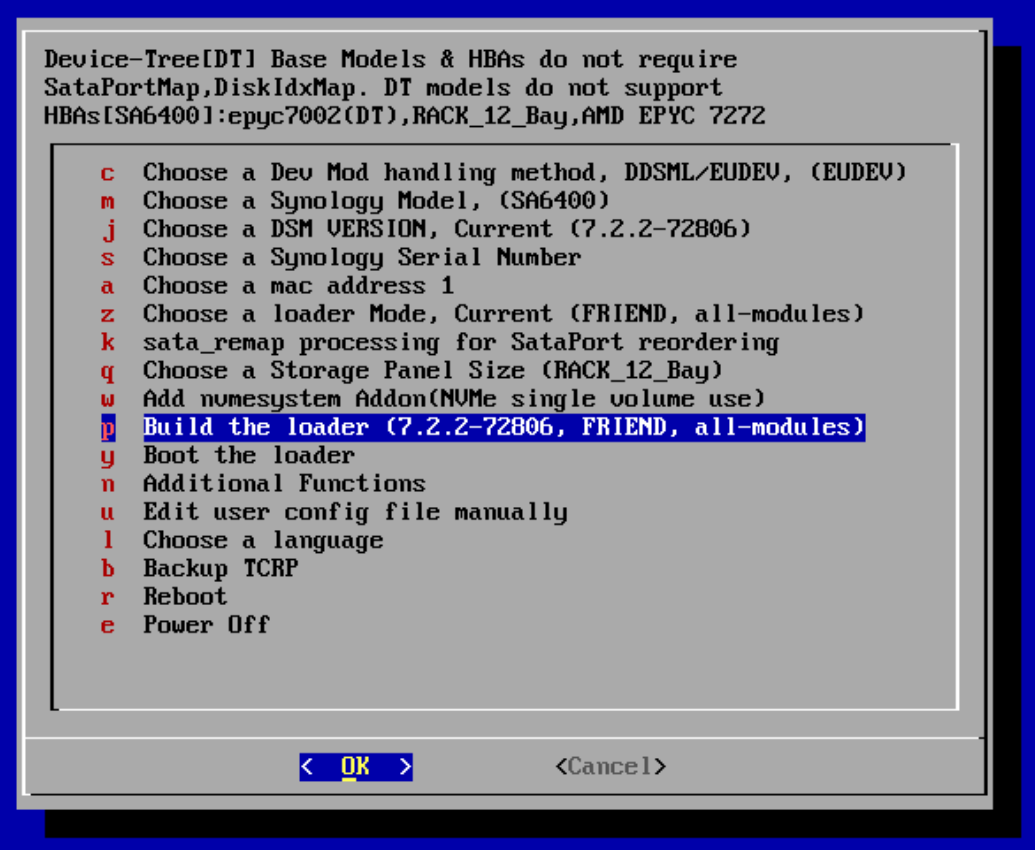 Device-Tree[DT] Base Models & HBAs do not require
SataPortMap,DiskIdxMap. DT models do not support
HBAs[SA6400]:epyc7002(DT),RACK_12_Bay,AMD EPYC 7272
c Choose a Dev Mod handling method, DDSML/EUDEV, (EUDEV)
m Choose a Synology Model, (SA6400)
j Choose a DSM VERSION, Current (7.2.2-72806)
s Choose a Synology Serial Number
a Choose a mac address 1
z Choose a loader Mode, Current (FRIEND, all-modules)
k sata_remap processing for SataPort reordering
q Choose a Storage Panel Size (RACK_12_Bay)
w Add nvmesystem Addon(NVMe single volume use)
p Build the loader (7.2.2-72806, FRIEND, all-modules)
y Boot the loader
n Additional Functions
u Edit user config file manually
l Choose a language
b Backup TCRP
r Reboot
e Power Off
< OK > <Cancel>